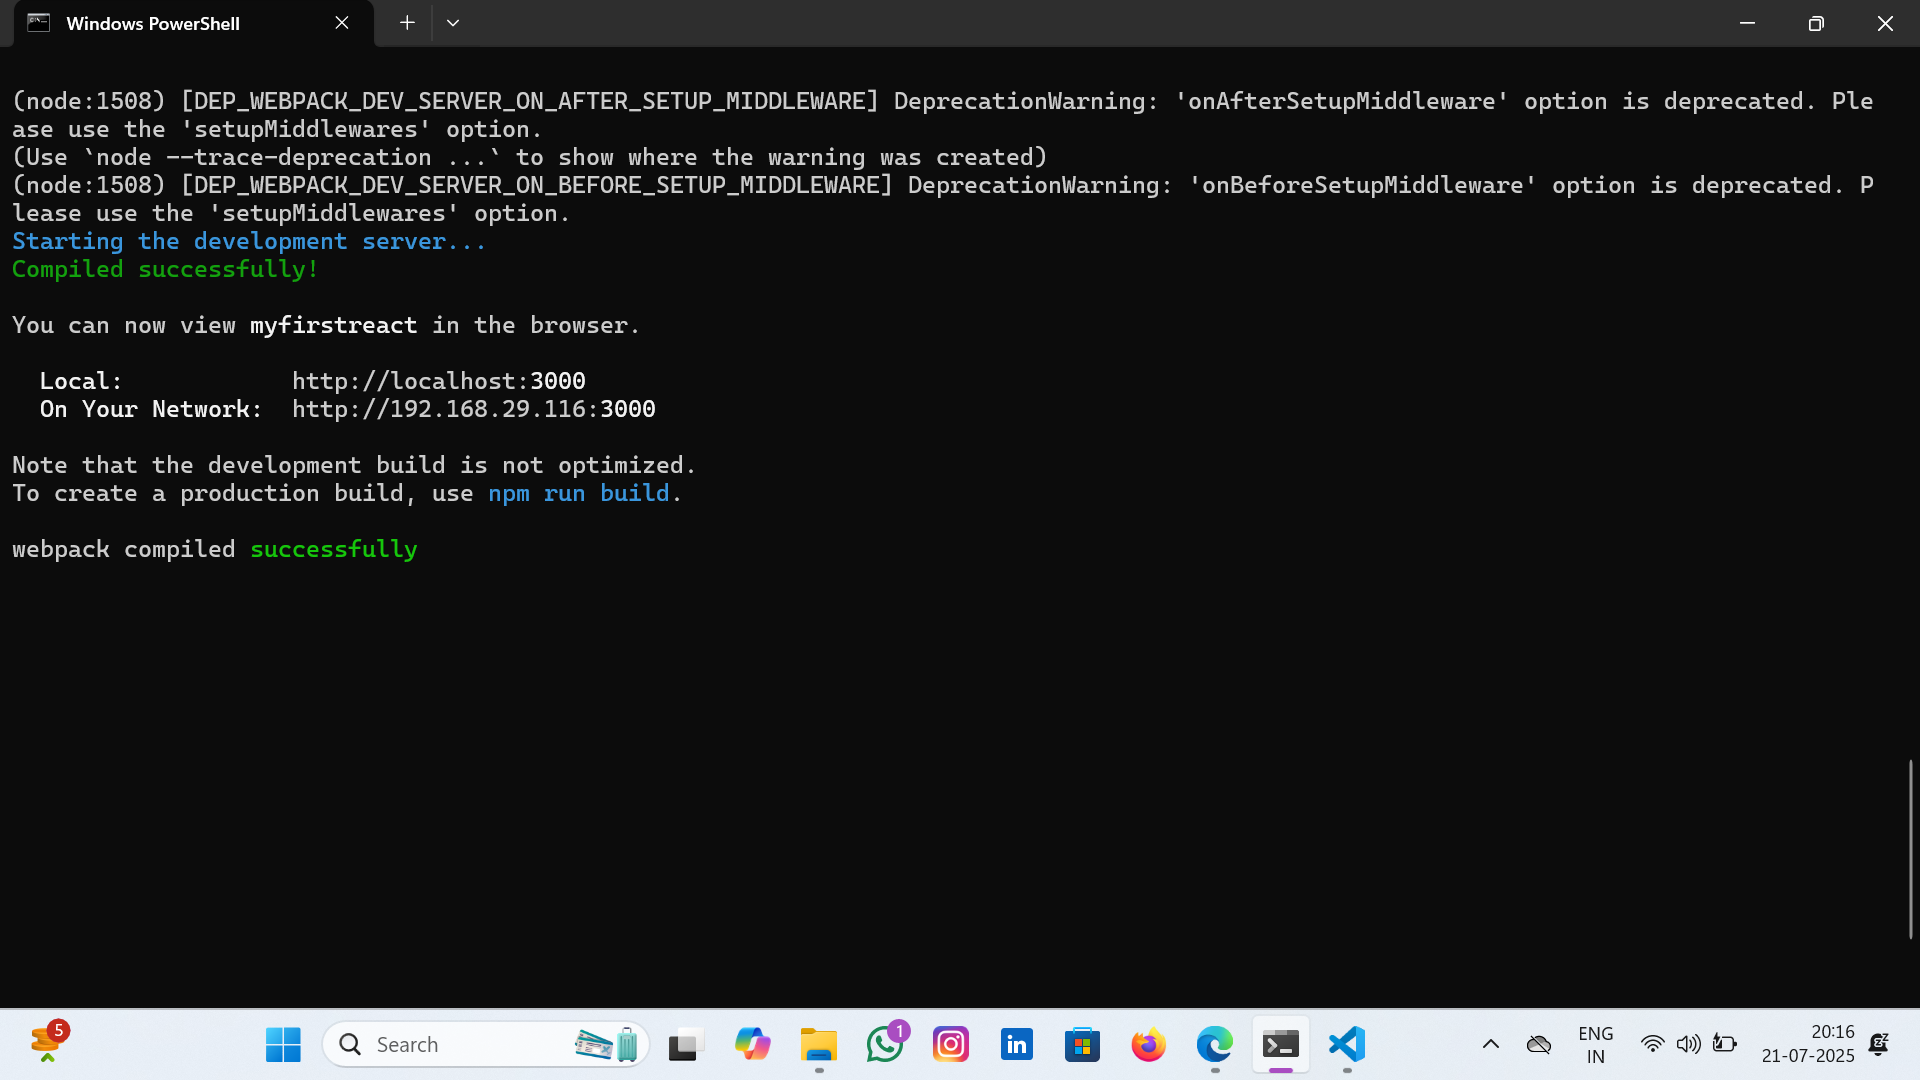 Windows PowerShell
(node:1508) [DEP_WEBPACK_DEV_SERVER_ON_AFTER_SETUP_MIDDLEWARE] DeprecationWarning: 'onAfterSetupMiddleware' option is deprecated. Ple
ase use the 'setupMiddlewares' option.
(Use `node --trace-deprecation ...` to show where the warning was created)
(node:1508) [DEP_WEBPACK_DEV_SERVER_ON_BEFORE_SETUP_MIDDLEWARE] DeprecationWarning: 'onBeforeSetupMiddleware' option is deprecated. P
lease use the 'setupMiddlewares' option.
Starting the development server...
Compiled successfully!
You can now view myfirstreact in the browser.
Local: http://localhost:3000
On Your Network: http://192.168.29.116:3000
Note that the development build is not optimized.
To create a production build, use npm run build.
webpack compiled successfully
5
Search
1
in
ENG
IN
20:16
21-07-2025